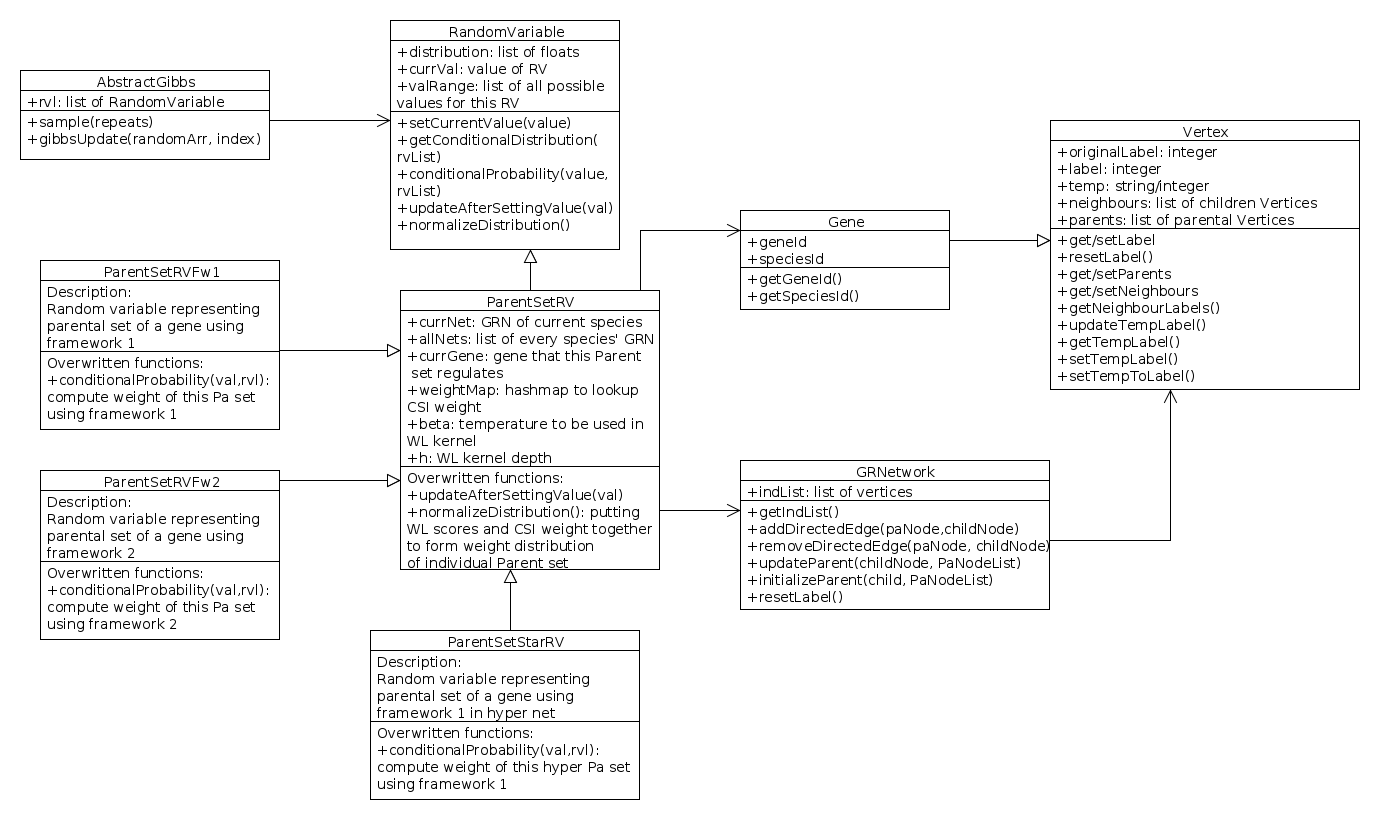 RandomVariable
+distribution: list of floats
+currVal: value of RV
+valRange: list of all possible
values for this RV
+setCurrentValue(value)
+getConditionalDistribution(
rvList)
+conditionalProbability(value,
rvList)
+updateAfterSettingValue(val)
+normalizeDistribution()
AbstractGibbs
+rvl: list of RandomVariable
+sample(repeats)
+gibbsUpdate(randomArr, index)
Vertex
+originalLabel: integer
+label: integer
+temp: string/integer
+neighbours: list of children Vertices
+parents: list of parental Vertices
+get/setLabel
+resetLabel()
+get/setParents
+get/setNeighbours
+getNeighbourLabels()
+updateTempLabel()
+getTempLabel()
+setTempLabel()
+setTempToLabel()
Gene
+geneId
+speciesId
+getGeneId()
+getSpeciesId()
ParentSetRVFw1
Description:
Random variable representing
parental set of a gene using
framework 1
Overwritten functions:
+conditionalProbability(val,rvl):
compute weight of this Pa set
using framework 1
ParentSetRV
+currNet: GRN of current species
+allNets: list of every species' GRN
+currGene: gene that this Parent
set regulates
+weightMap: hashmap to lookup
CSI weight
+beta: temperature to be used in
WL kernel
+h: WL kernel depth
Overwritten functions:
+updateAfterSettingValue(val)
+normalizeDistribution(): putting
WL scores and CSI weight together
to form weight distribution
of individual Parent set
ParentSetRVFw2
Description:
Random variable representing
parental set of a gene using
framework 2
Overwritten functions:
+conditionalProbability(val,rvl):
compute weight of this Pa set
using framework 2
GRNetwork
+indList: list of vertices
+getIndList()
+addDirectedEdge(paNode,childNode)
+removeDirectedEdge(paNode, childNode)
+updateParent(childNode, PaNodeList)
+initializeParent(child, PaNodeList)
+resetLabel()
ParentSetStarRV
Description:
Random variable representing
parental set of a gene using
framework 1 in hyper net
Overwritten functions:
+conditionalProbability(val,rvl):
compute weight of this hyper Pa set
using framework 1